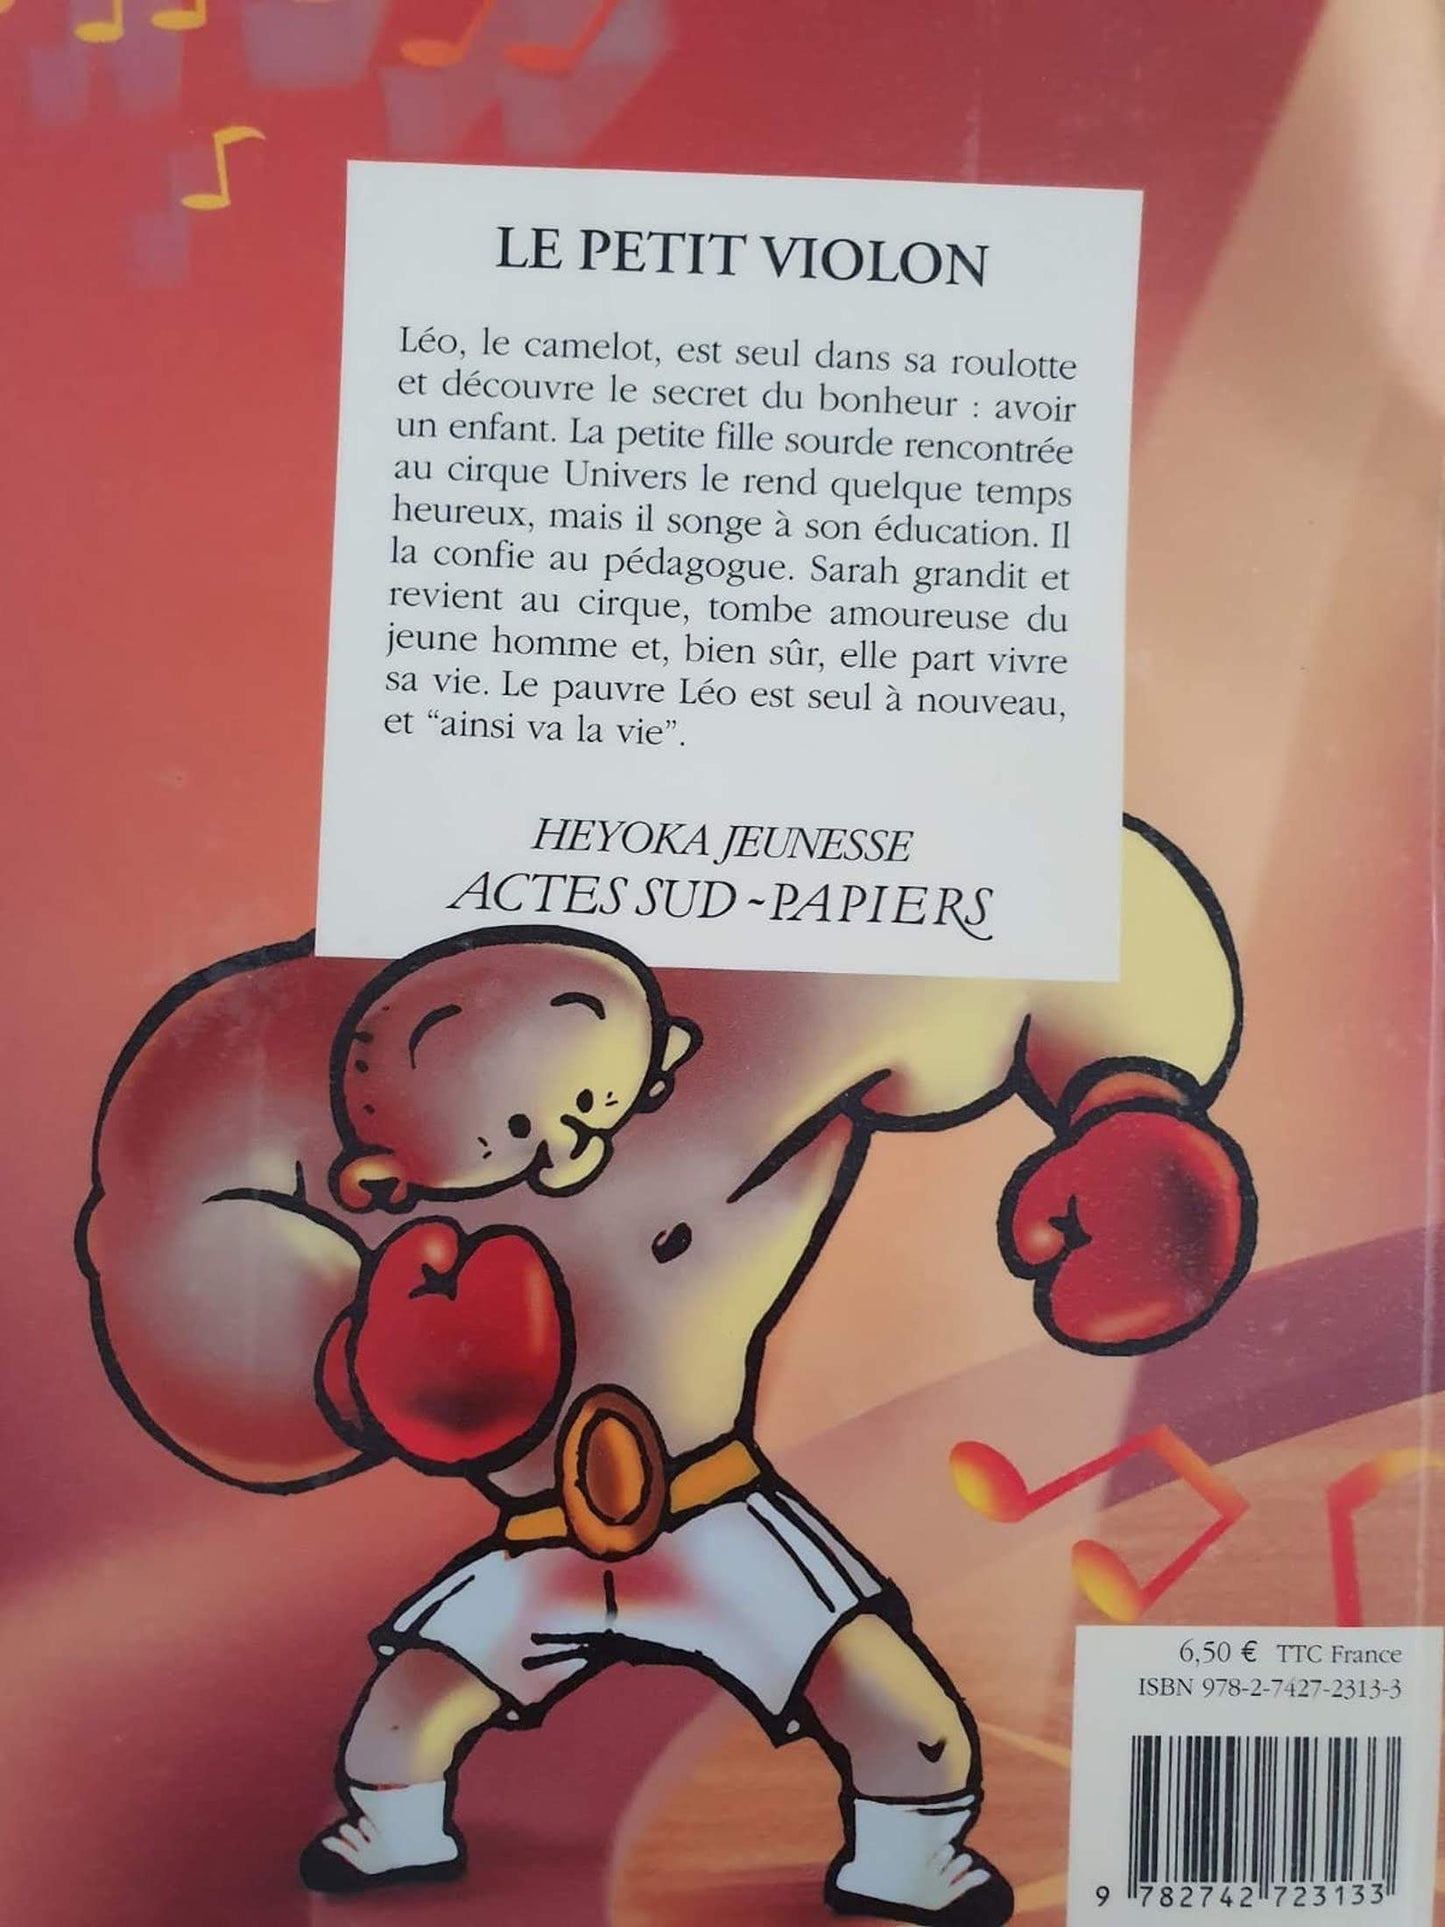 LE PETIT VIOLON
Léo, le camelot, est seul dans sa roulotte
et découvre le secret du bonheur : avoir
un enfant. La petite fille sourde rencontrée
au cirque Univers le rend quelque temps
heureux, mais il songe à son éducation. Il
la confie au pédagogue. Sarah grandit et
revient au cirque, tombe amoureuse du
jeune homme et, bien sûr, elle part vivre
sa vie. Le pauvre Léo est seul à nouveau,
et “ainsi va la vie”.
HEYOKA JEUNESSE
ACTES SUD-PAPIERS
6,50 € TTC France
ISBN 978-2-7427-2313-3
9 782742 723133